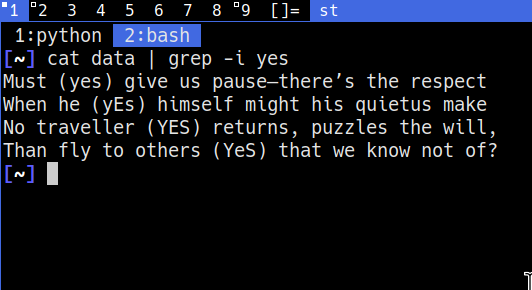 1 2 3 4 5 6 7 8 9 []= st
1:python 2:bash
[~] cat data | grep -i yes
Must (yes) give us pause—there’s the respect
When he (yEs) himself might his quietus make
No traveller (YES) returns, puzzles the will,
Than fly to others (YeS) that we know not of?
[~]